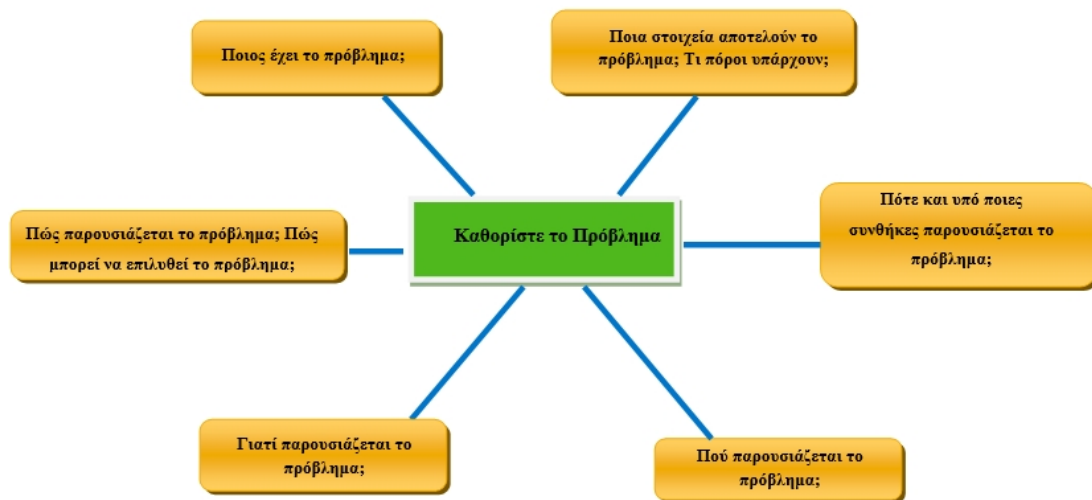 Ποιος έχει το πρόβλημα;
Ποια στοιχεία αποτελούν το
πρόβλημα; Τι πόροι υπάρχουν;
Πώς παρουσιάζεται το πρόβλημα; Πώς
μπορεί να επιλυθεί το πρόβλημα;
Καθορίστε το Πρόβλημα
Πότε και υπό ποιες
συνθήκες παρουσιάζεται το
πρόβλημα;
Γιατί παρουσιάζεται το
πρόβλημα;
Πού παρουσιάζεται το
πρόβλημα;